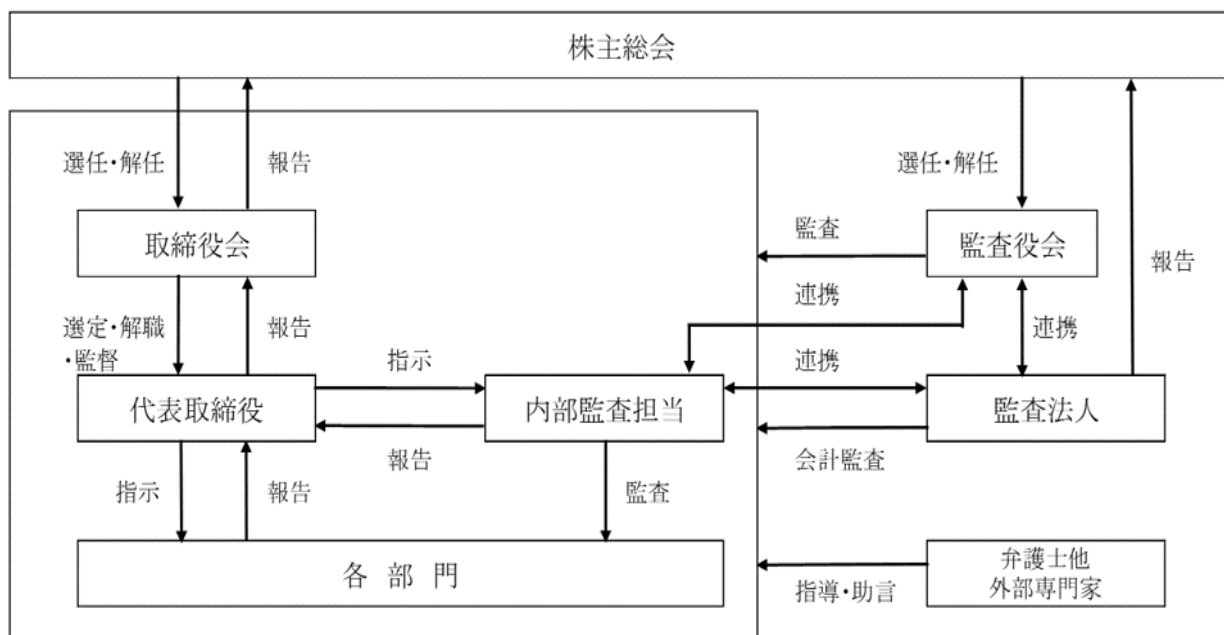 株主総会
選任・解任
報告
選任・解任
取締役会
監査
監査役会
報告
連携
選定・解職
・監督
報告
指示
連携
連携
代表取締役
内部監査担当
監査法人
報告
会計監査
指示
報告
監査
各 部 門
弁護士他
外部専門家
指導・助言